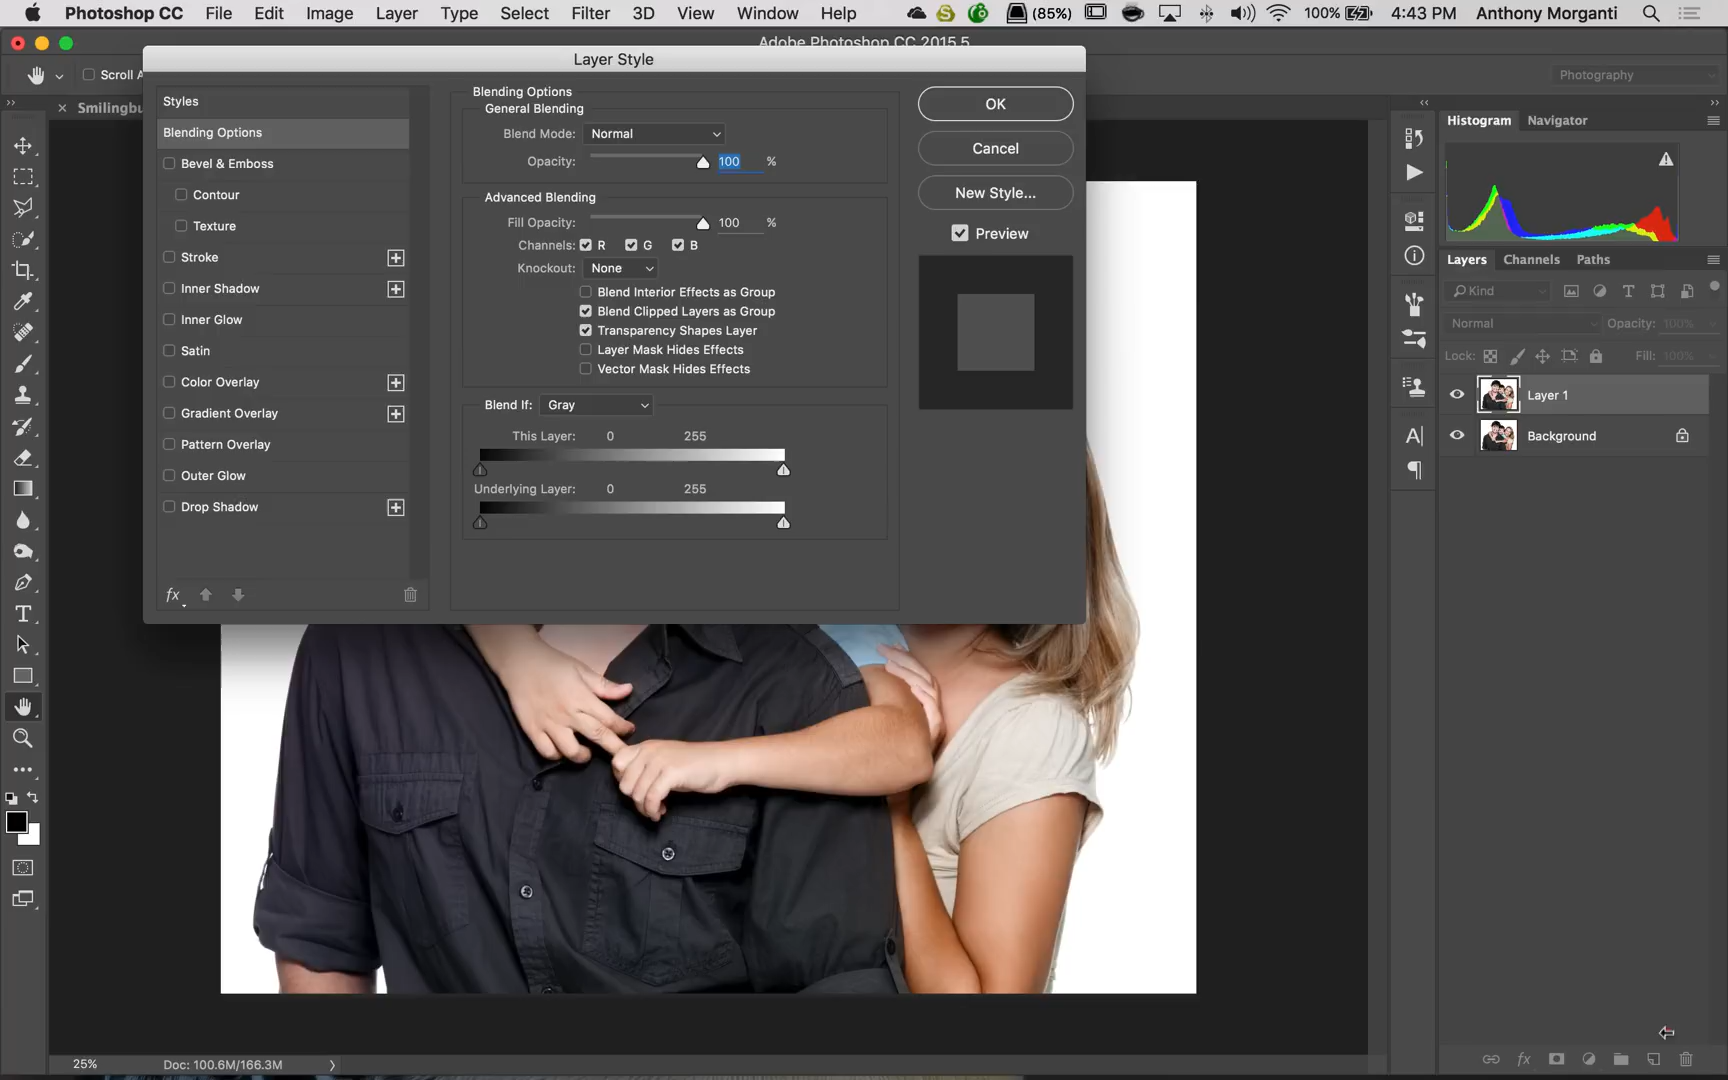 Photoshop CC File Edit Image Layer Type Select Filter 3D View Window Help (85%) 100% 4:43 PM Anthony Morganti
Adobe Photoshop CC 2015.5
Layer Style
Scroll A
Photography
Smilingbu
Styles
Blending Options
Bevel & Emboss
Contour
Texture
Stroke
Inner Shadow
Inner Glow
Satin
Color Overlay
Gradient Overlay
Pattern Overlay
Outer Glow
Drop Shadow
fx
Blending Options
General Blending
Blend Mode: Normal
Opacity: 100 %
Advanced Blending
Fill Opacity: 100 %
Channels: R G B
Knockout: None
Blend Interior Effects as Group
Blend Clipped Layers as Group
Transparency Shapes Layer
Layer Mask Hides Effects
Vector Mask Hides Effects
Blend If: Gray
This Layer: 0 255
Underlying Layer: 0 255
OK
Cancel
New Style...
Preview
Histogram Navigator
Layers Channels Paths
Kind
Normal Opacity: 100%
Lock: Fill: 100%
Layer 1
Background
25% Doc: 100.6M/166.3M
fx